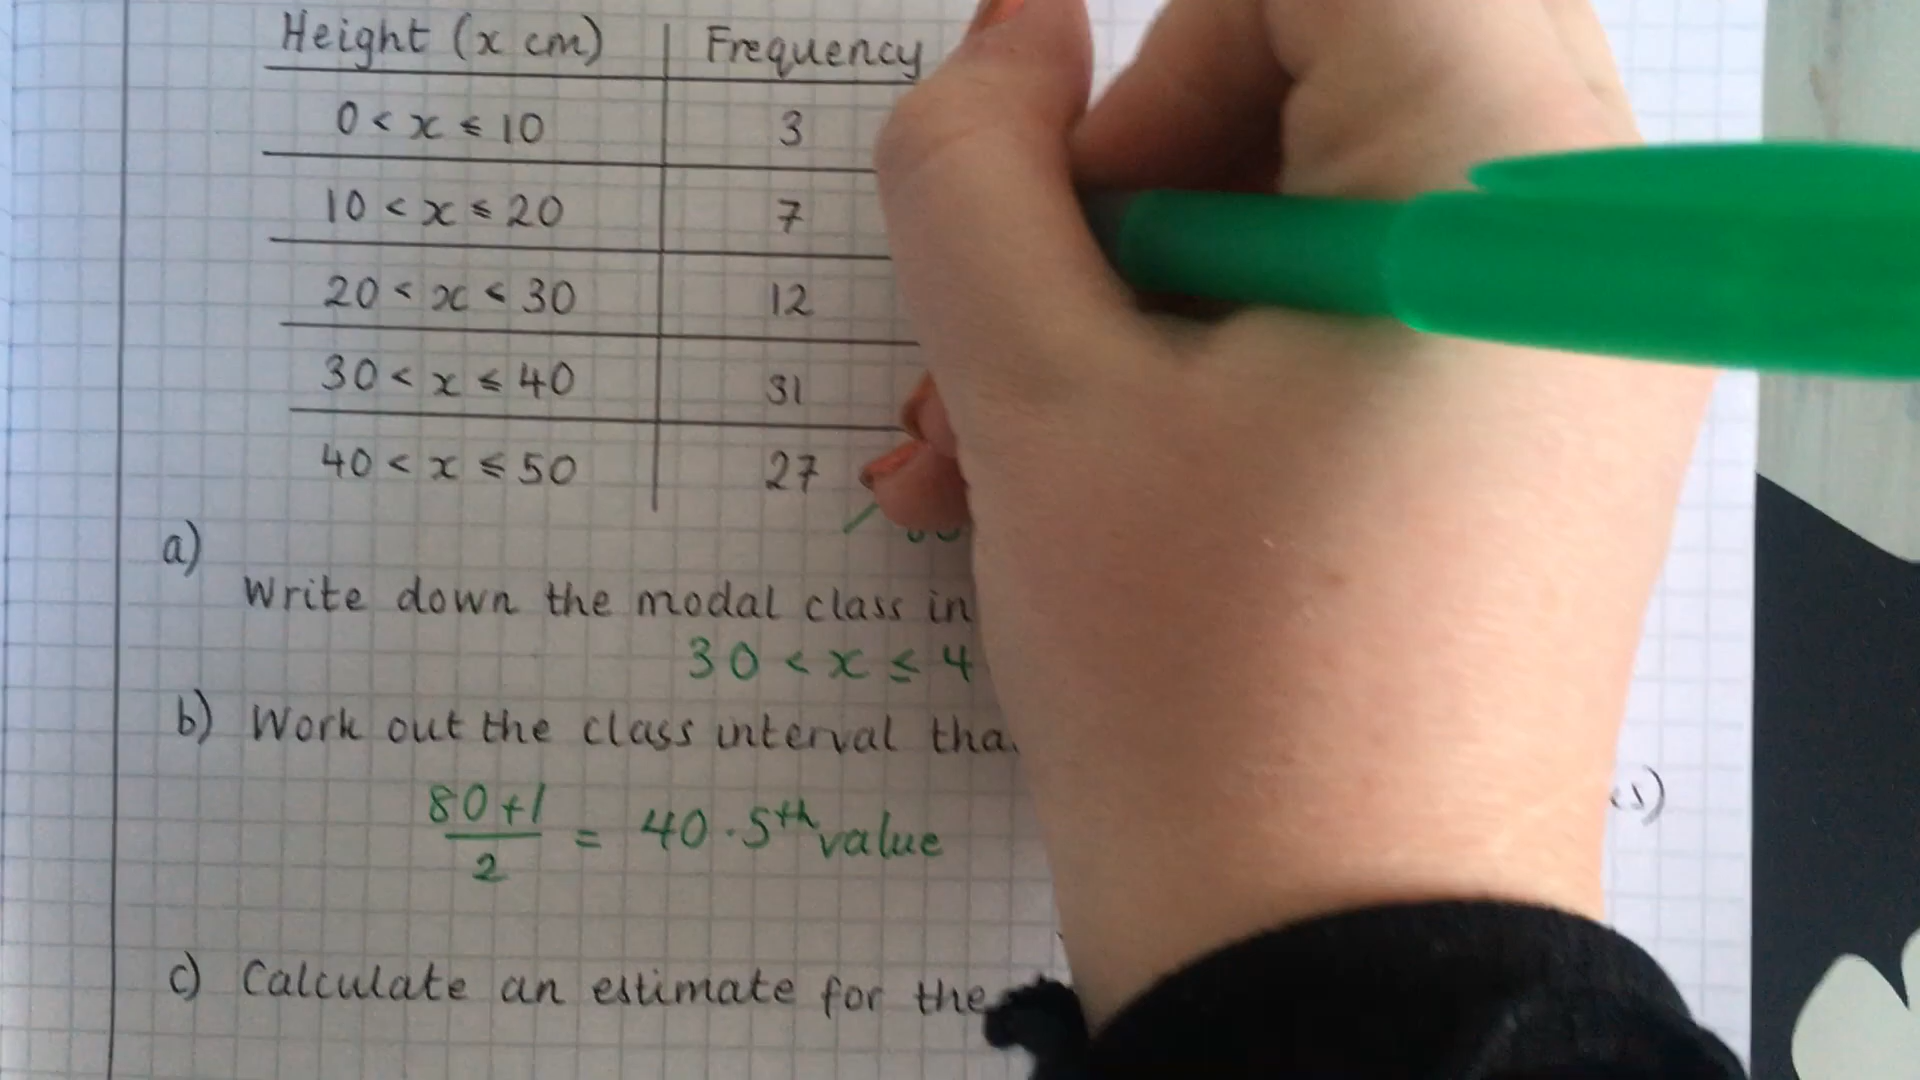 Height (x cm) Frequency
0 < x ≤ 10 3
10 < x ≤ 20 7
20 < x < 30 12
30 < x ≤ 40 31
40 < x ≤ 50 27
a)
Write down the modal class in
30 < x ≤ 4
b) Work out the class interval tha
80+1
2
= 40.5th value
c) Calculate an estimate for the